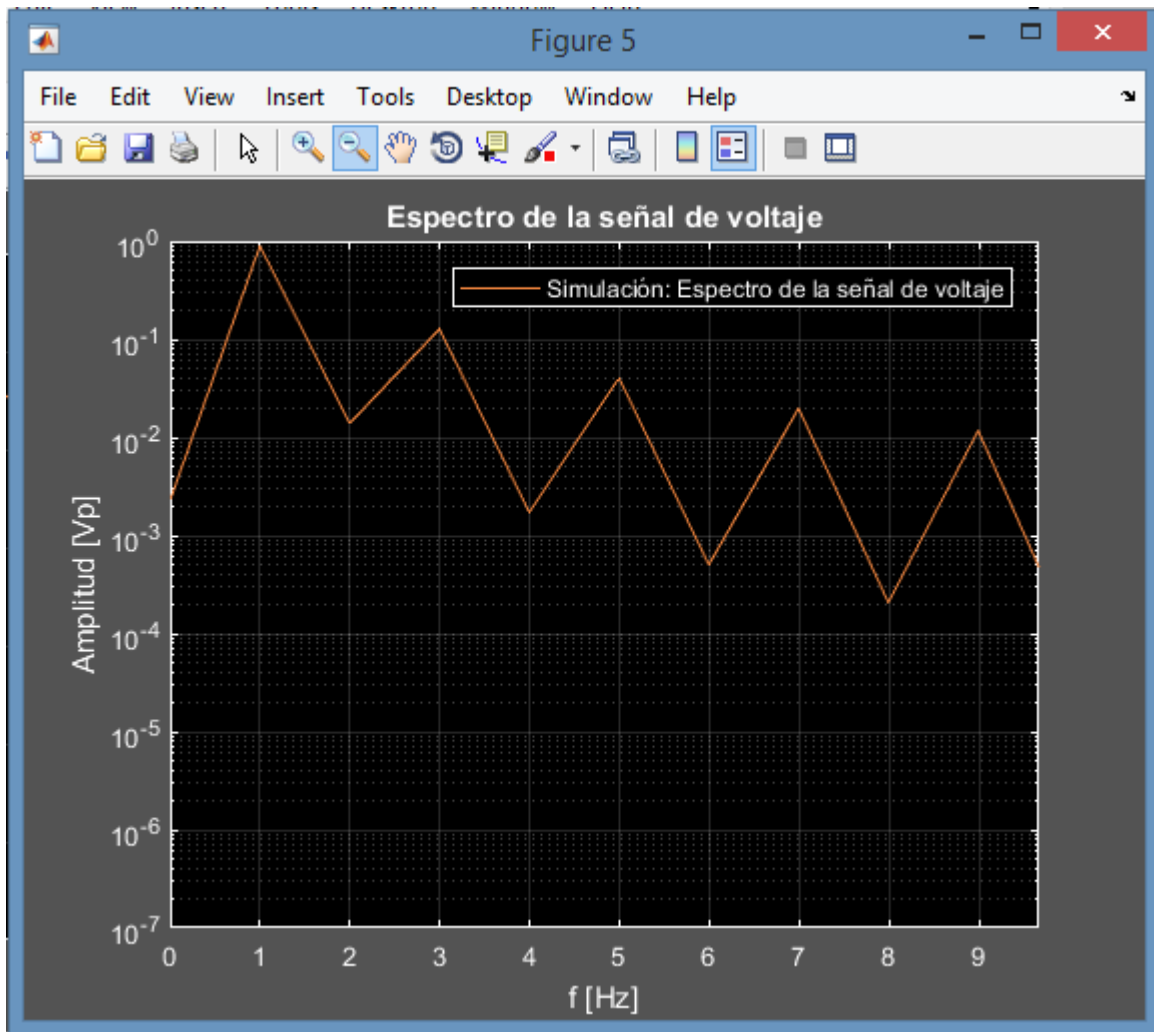 Figure 5
File Edit View Insert Tools Desktop Window Help
Espectro de la señal de voltaje
Simulación: Espectro de la señal de voltaje
10^0
10^-1
10^-2
10^-3
10^-4
10^-5
10^-6
10^-7
Amplitud [Vp]
0 1 2 3 4 5 6 7 8 9
f [Hz]